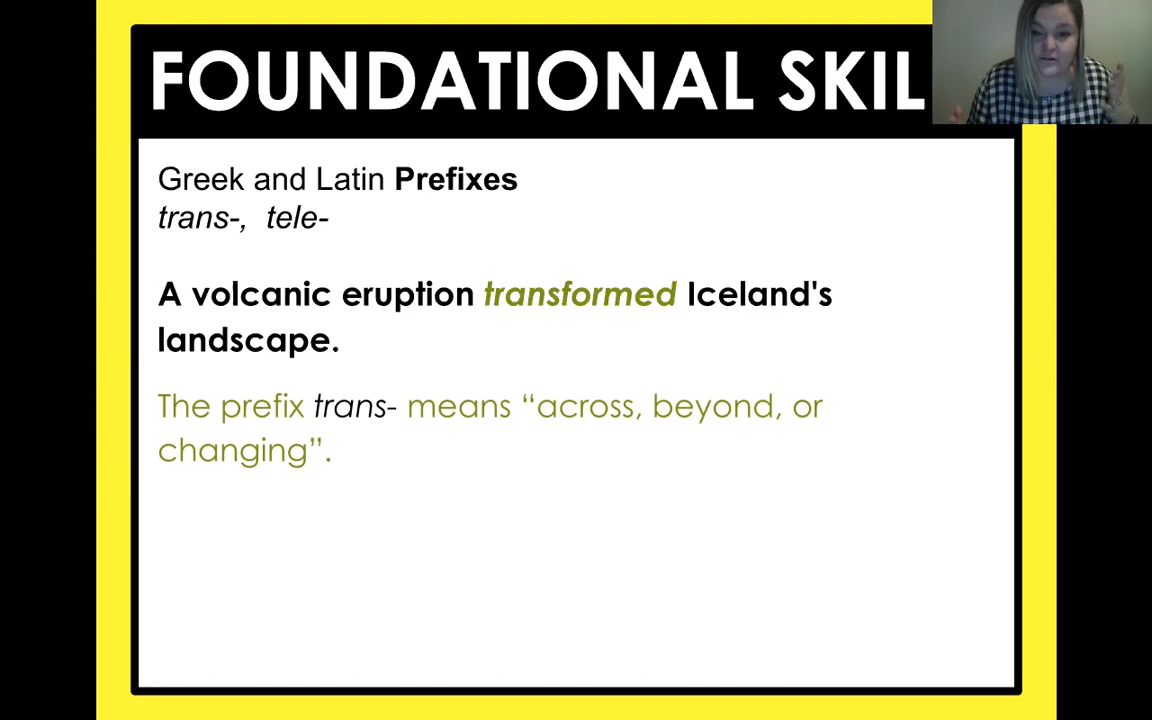 FOUNDATIONAL SKIL
Greek and Latin Prefixes
trans-, tele-
A volcanic eruption transformed Iceland's
landscape.
The prefix trans- means “across, beyond, or
changing”.